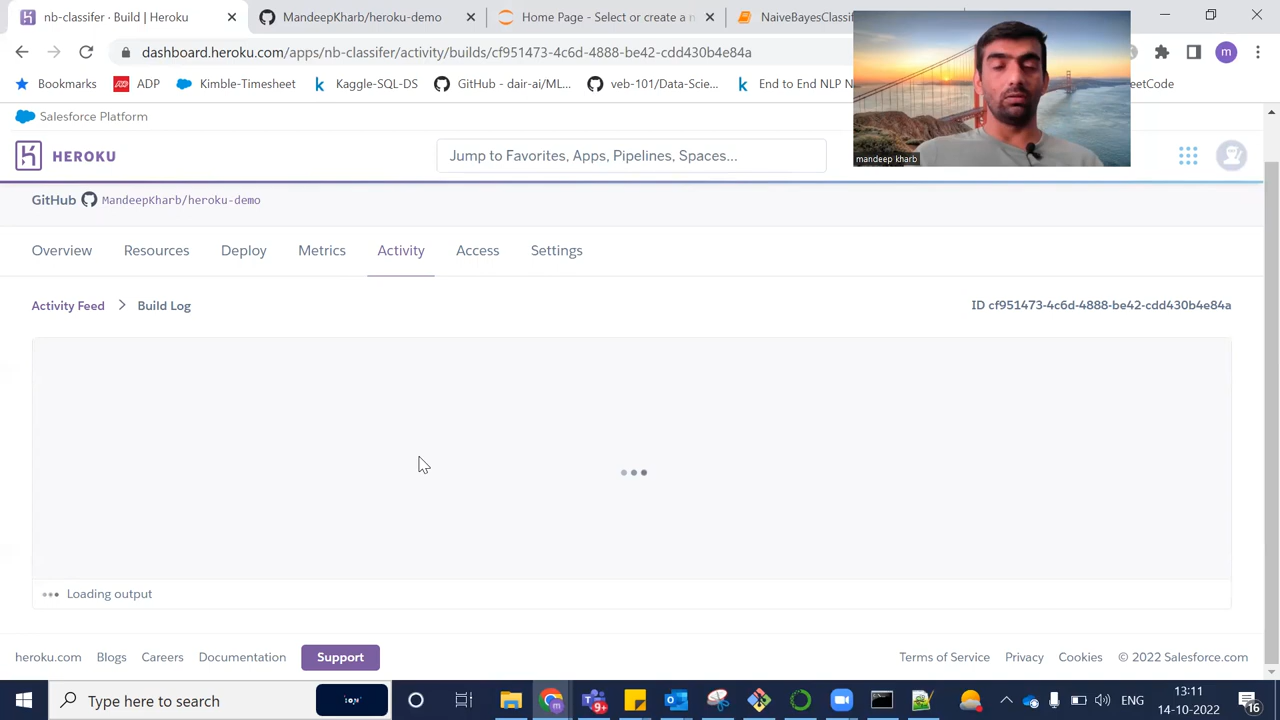 nb-classifer · Build | Heroku
MandeepKharb/heroku-demo
Home Page - Select or create a n
NaiveBayesClassif
dashboard.heroku.com/apps/nb-classifer/activity/builds/cf951473-4c6d-4888-be42-cdd430b4e84a
m
Bookmarks
ADP
Kimble-Timesheet
Kaggle-SQL-DS
GitHub - dair-ai/ML...
veb-101/Data-Scie...
End to End NLP N
eetCode
mandeep kharb
Salesforce Platform
HEROKU
Jump to Favorites, Apps, Pipelines, Spaces...
GitHub MandeepKharb/heroku-demo
Overview
Resources
Deploy
Metrics
Activity
Access
Settings
Activity Feed > Build Log
ID cf951473-4c6d-4888-be42-cdd430b4e84a
Loading output
heroku.com
Blogs
Careers
Documentation
Support
Terms of Service
Privacy
Cookies
© 2022 Salesforce.com
Type here to search
9+
ENG
13:11
14-10-2022
16